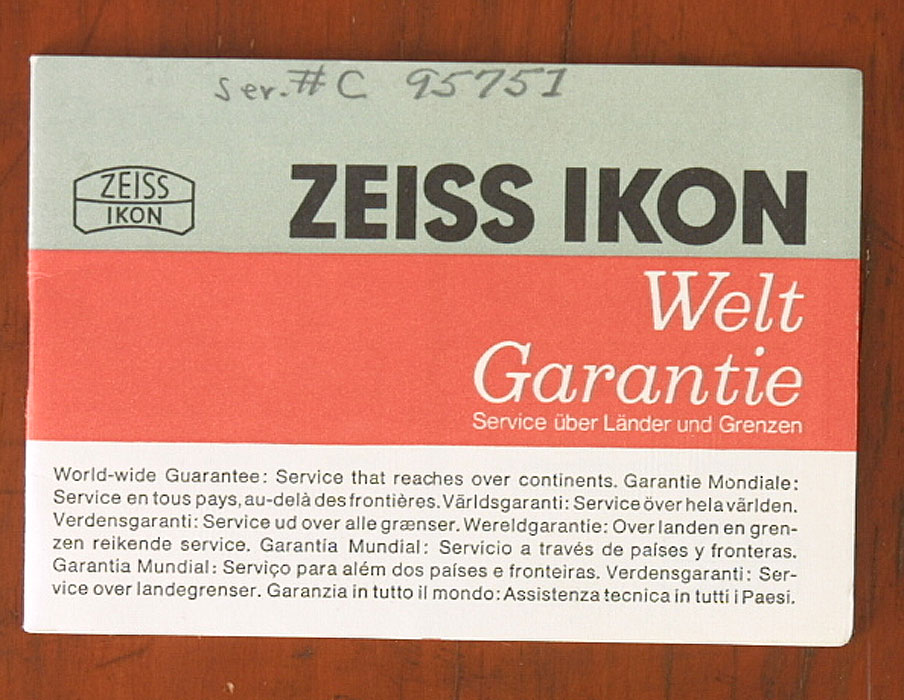 Ser. # C 95751
ZEISS
IKON
ZEISS IKON
Welt
Garantie
Service über Länder und Grenzen
World-wide Guarantee: Service that reaches over continents. Garantie Mondiale:
Service en tous pays, au-delà des frontières. Världsgaranti: Service över hela världen.
Verdensgaranti: Service ud over alle grænser. Wereldgarantie: Over landen en gren-
zen reikende service. Garantía Mundial: Servicio a través de países y fronteras.
Garantia Mundial: Serviço para além dos países e fronteiras. Verdensgaranti: Ser-
vice over landegrenser. Garanzia in tutto il mondo: Assistenza tecnica in tutti i Paesi.